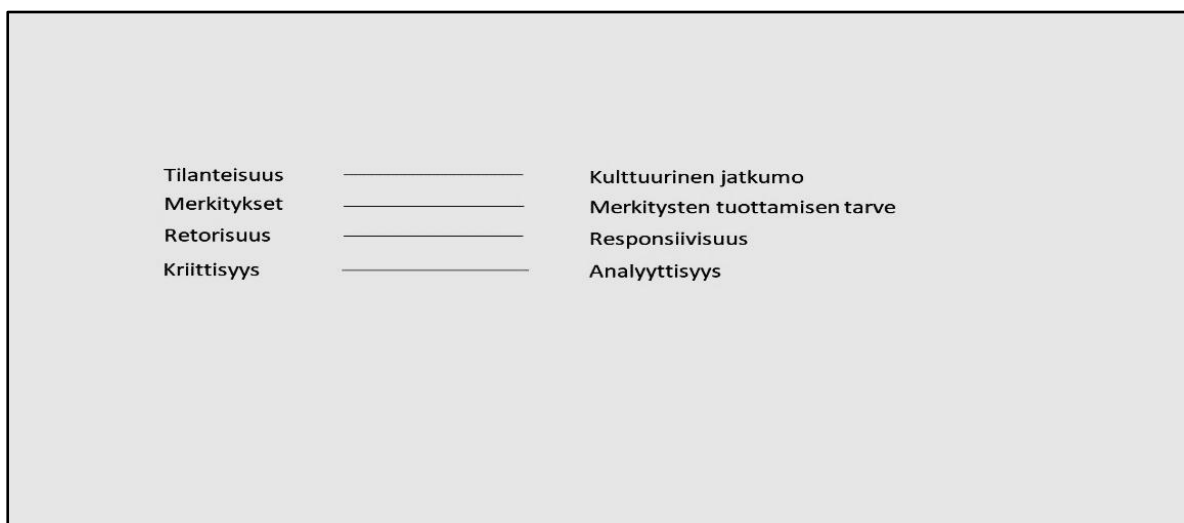 Tilanteisuus Kulttuurinen jatkumo
Merkitykset Merkitysten tuottamisen tarve
Retorisuus Responsiivisuus
Kriittisyys Analyyttisyys